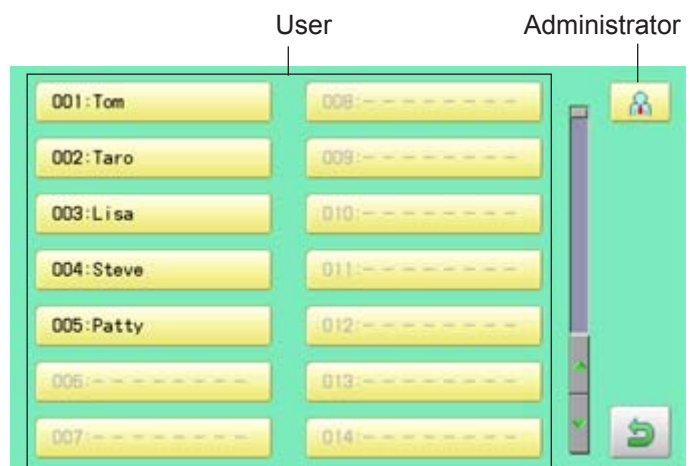 User
Administrator
001:Tom
002:Taro
003:Lisa
004:Steve
005:Patty
006:- - - - - - - -
007:- - - - - - - -
008:- - - - - - - -
009:- - - - - - - -
010:- - - - - - - -
011:- - - - - - - -
012:- - - - - - - -
013:- - - - - - - -
014:- - - - - - - -